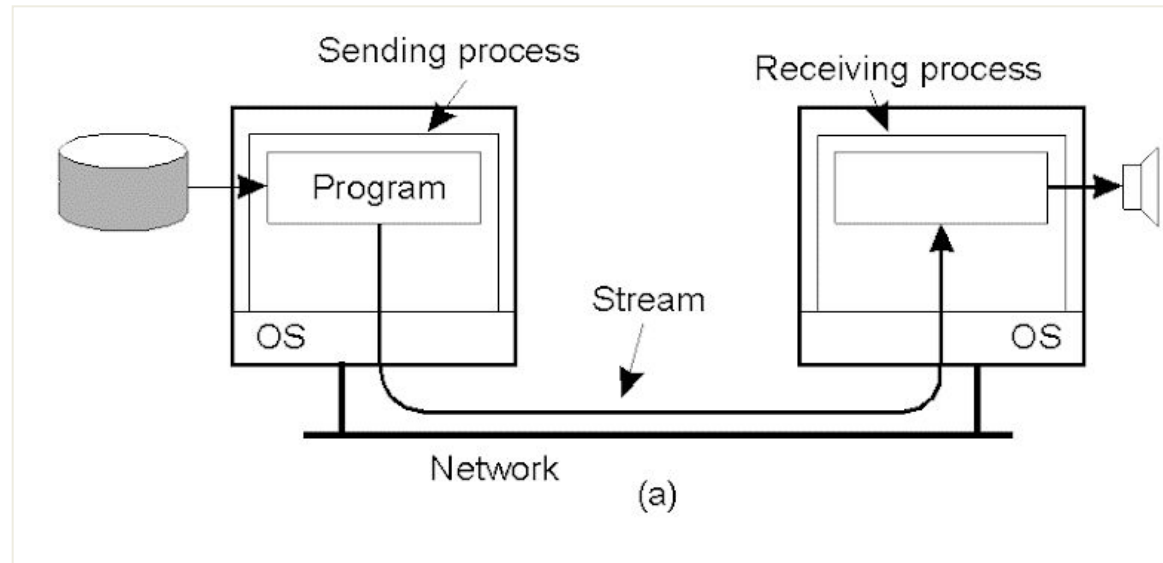 Sending process
Receiving process
Program
Stream
OS
OS
Network
(a)